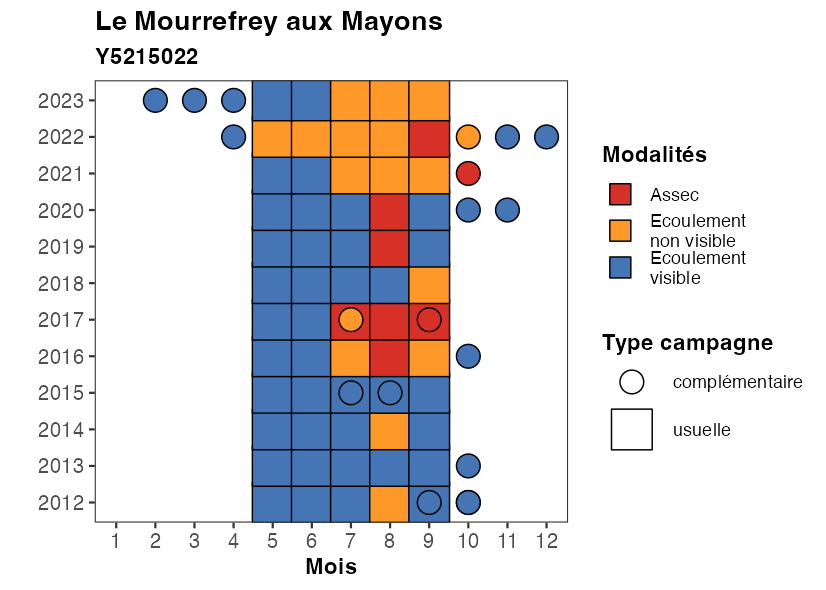 Le Mourrefrey aux Mayons
Y5215022
2023
2022
2021
2020
2019
2018
2017
2016
2015
2014
2013
2012
1 2 3 4 5 6 7 8 9 10 11 12
Mois
Modalités
Assec
Ecoulement
non visible
Ecoulement
visible
Type campagne
complémentaire
usuelle